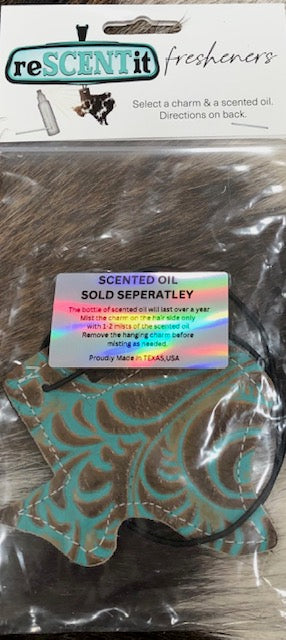 reSCENTit fresheners
Select a charm & a scented oil.
Directions on back.
SCENTED OIL
SOLD SEPERATLEY
The bottle of scented oil will last over a year
Mist the charm on the hair side only
with 1-2 mists of the scented oil
Remove the hanging charm before
misting as needed.
Proudly Made in TEXAS,USA